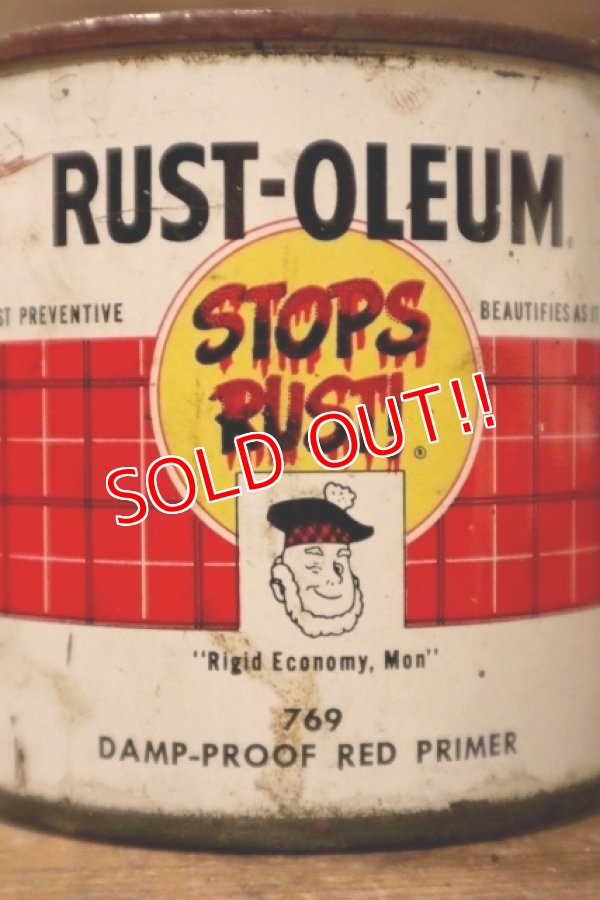 RUST-OLEUM®
ST PREVENTIVE
BEAUTIFIES AS IT
STOPS
RUST!®
SOLD OUT!!
"Rigid Economy, Mon"
769
DAMP-PROOF RED PRIMER